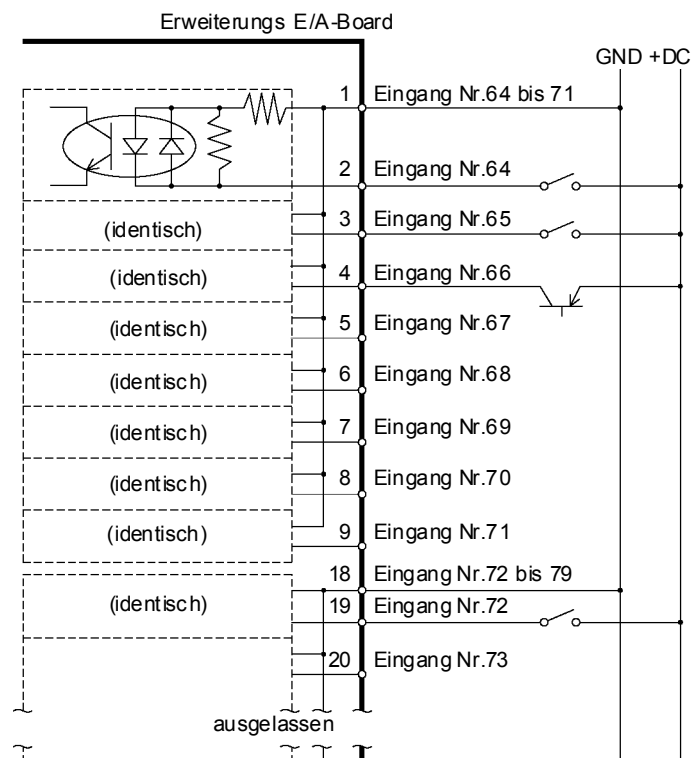 Erweiterungs E/A-Board
GND +DC
1 Eingang Nr.64 bis 71
2 Eingang Nr.64
(identisch) 3 Eingang Nr.65
(identisch) 4 Eingang Nr.66
(identisch) 5 Eingang Nr.67
(identisch) 6 Eingang Nr.68
(identisch) 7 Eingang Nr.69
(identisch) 8 Eingang Nr.70
(identisch) 9 Eingang Nr.71
18 Eingang Nr.72 bis 79
(identisch) 19 Eingang Nr.72
20 Eingang Nr.73
ausgelassen